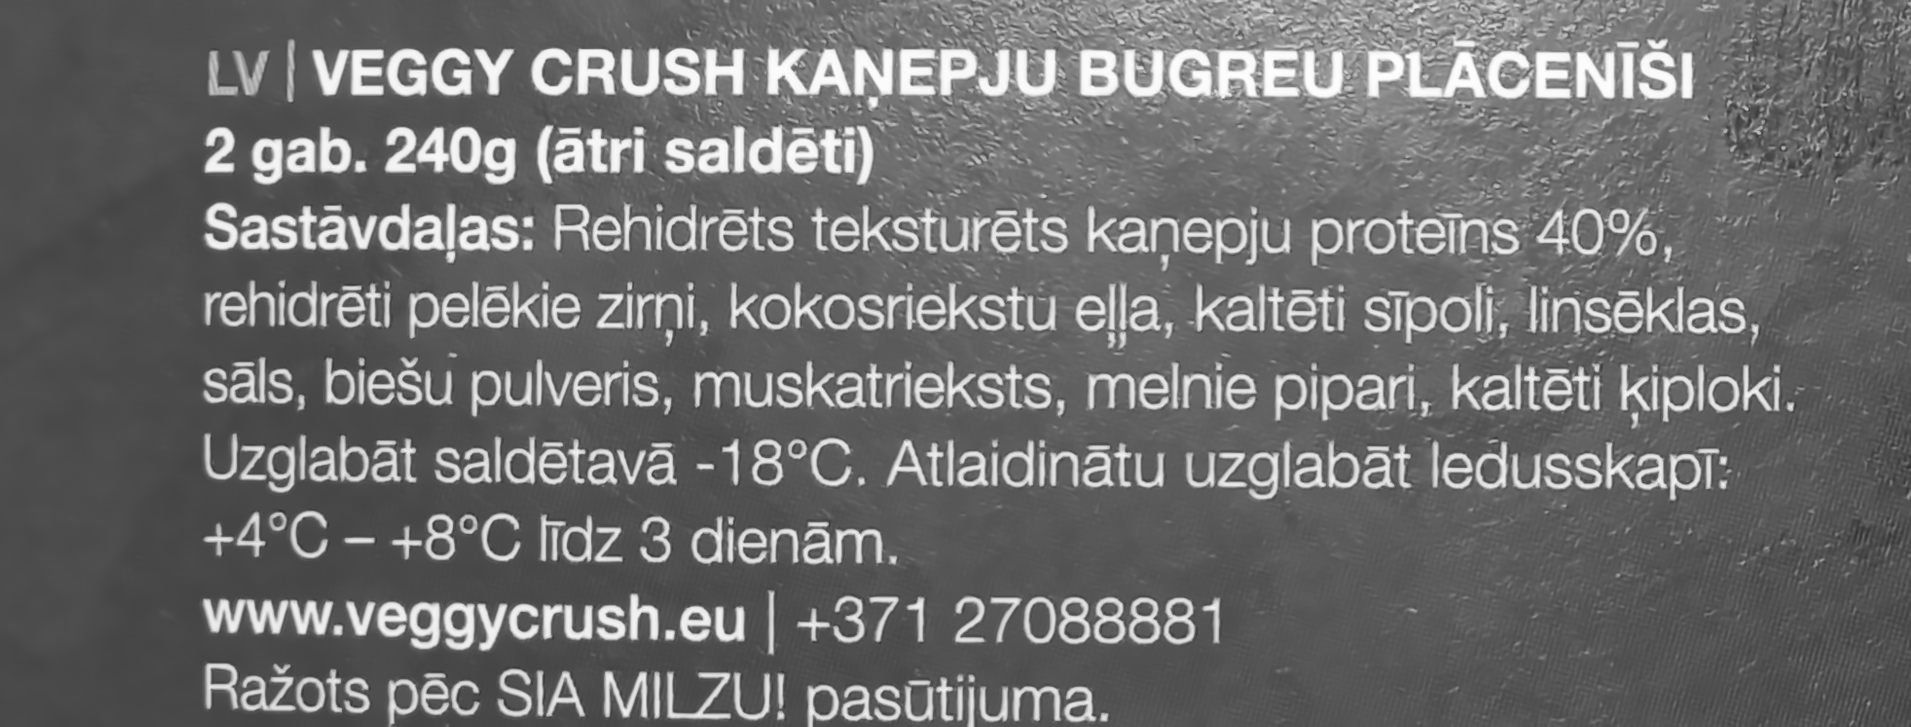 LV | VEGGY CRUSH KAŅEPJU BUGREU PLĀCENĪŠI
2 gab. 240g (ātri saldēti)
Sastāvdaļas: Rehidrēts teksturēts kaņepju proteīns 40%,
rehidrēti pelēkie zirņi, kokosriekstu eļļa, kaltēti sīpoli, linsēklas,
sāls, biešu pulveris, muskatrieksts, melnie pipari, kaltēti ķiploki.
Uzglabāt saldētavā -18°C. Atlaidinātu uzglabāt ledusskapī:
+4°C – +8°C līdz 3 dienām.
www.veggycrush.eu | +371 27088881
Ražots pēc SIA MILZU! pasūtijuma.